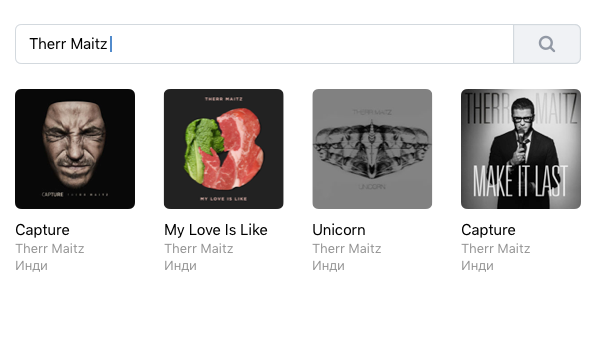 Therr Maitz
CAPTURE THERR MAITZ
THERR MAITZ
MY LOVE IS LIKE
THERR MAITZ
UNICORN
THERR MAITZ
MAKE IT LAST
Capture
Therr Maitz
Инди
My Love Is Like
Therr Maitz
Инди
Unicorn
Therr Maitz
Инди
Capture
Therr Maitz
Инди